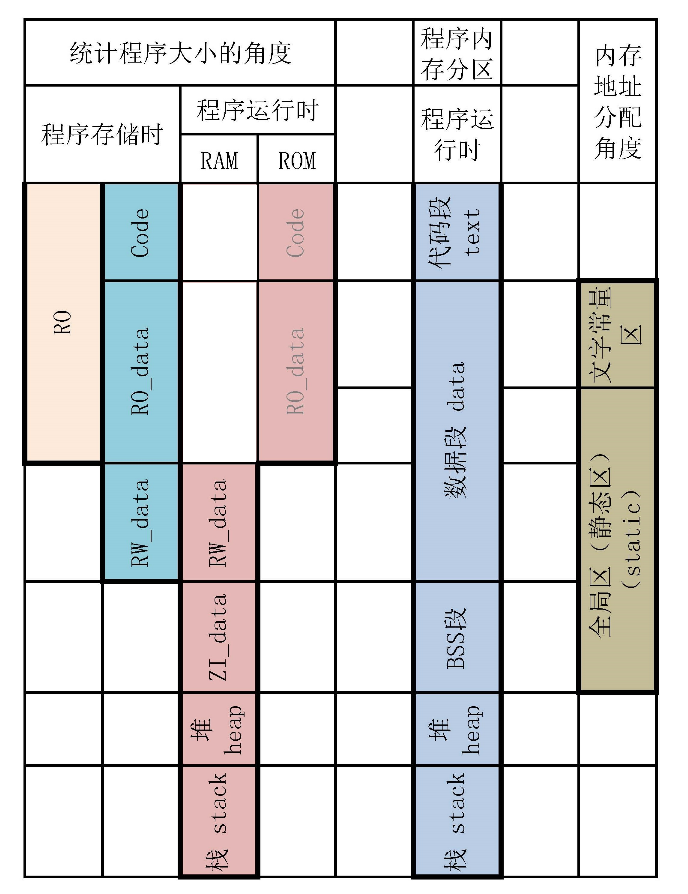 统计程序大小的角度
程序内
存分区
内存
地址
分配
角度
程序存储时
程序运行时
程序运
行时
RAM
ROM
RO
Code
Code
代码段
text
RO_data
RO_data
数据段 data
文字常量
区
RW_data
RW_data
全局区（静态区）
（static）
ZI_data
BSS段
堆
heap
堆
heap
栈 stack
栈 stack